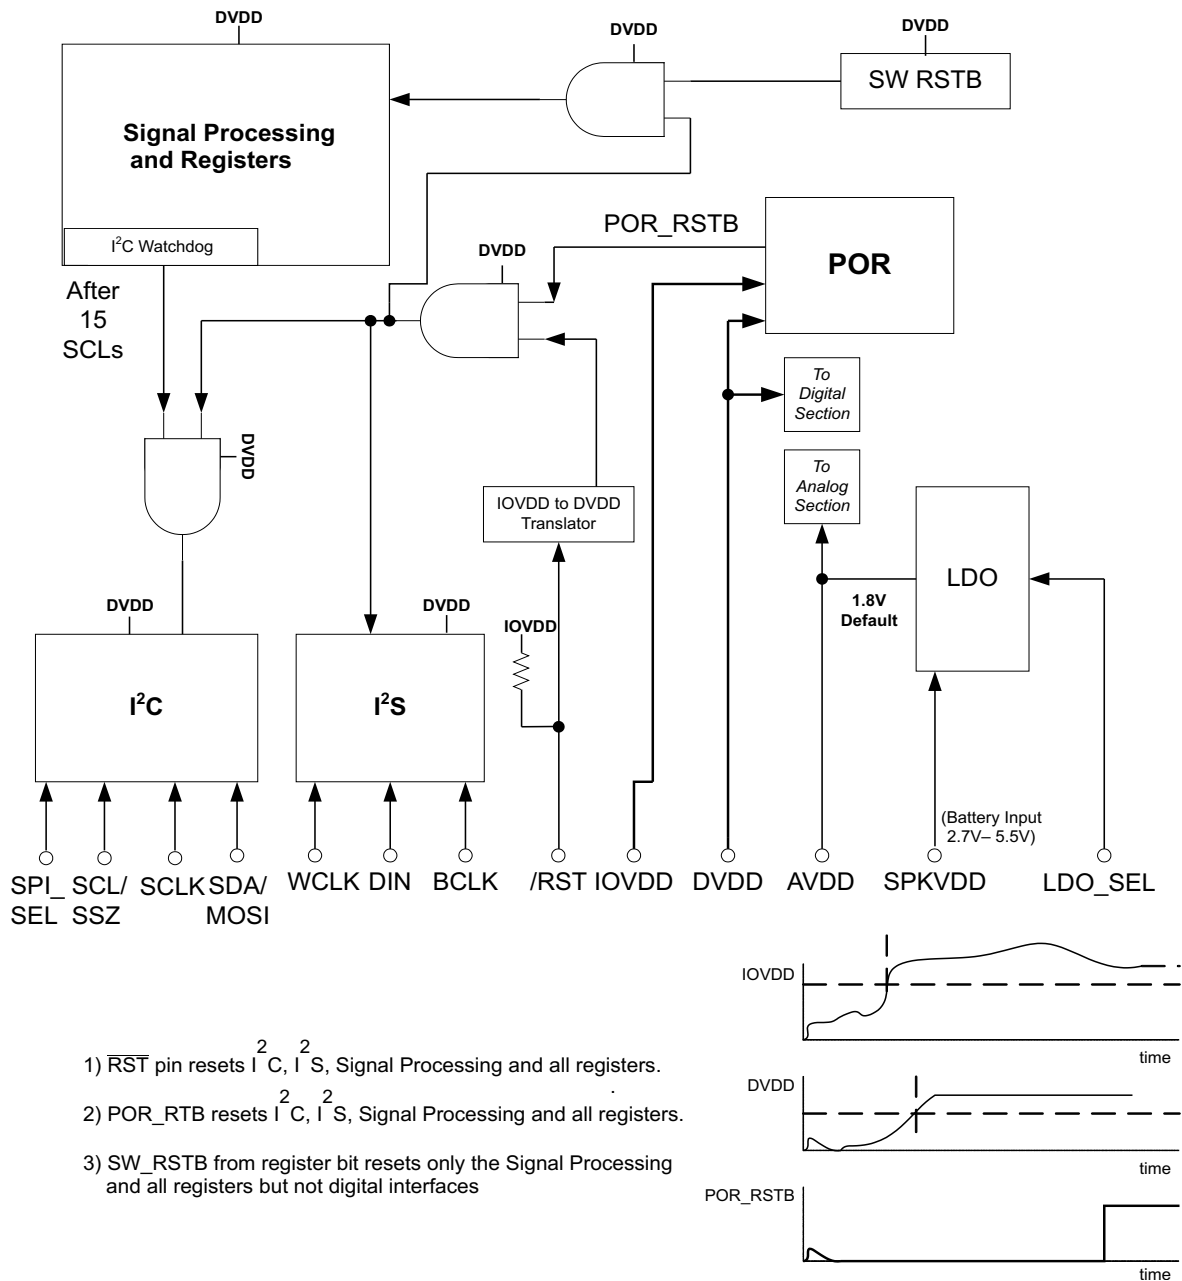 DVDD
DVDD
DVDD
SW RSTB
Signal Processing
and Registers
I²C Watchdog
After
15
SCLs
POR_RSTB
POR
DVDD
To
Digital
Section
To
Analog
Section
DVDD
IOVDD to DVDD
Translator
LDO
1.8V
Default
DVDD
DVDD
IOVDD
I²C
I²S
(Battery Input
2.7V– 5.5V)
SPI_
SEL
SCL/
SSZ
SCLK
SDA/
MOSI
WCLK
DIN
BCLK
/RST
IOVDD
DVDD
AVDD
SPKVDD
LDO_SEL
IOVDD
time
DVDD
time
POR_RSTB
time
1) RST pin resets I²C, I²S, Signal Processing and all registers.
2) POR_RTB resets I²C, I²S, Signal Processing and all registers.
3) SW_RSTB from register bit resets only the Signal Processing
and all registers but not digital interfaces